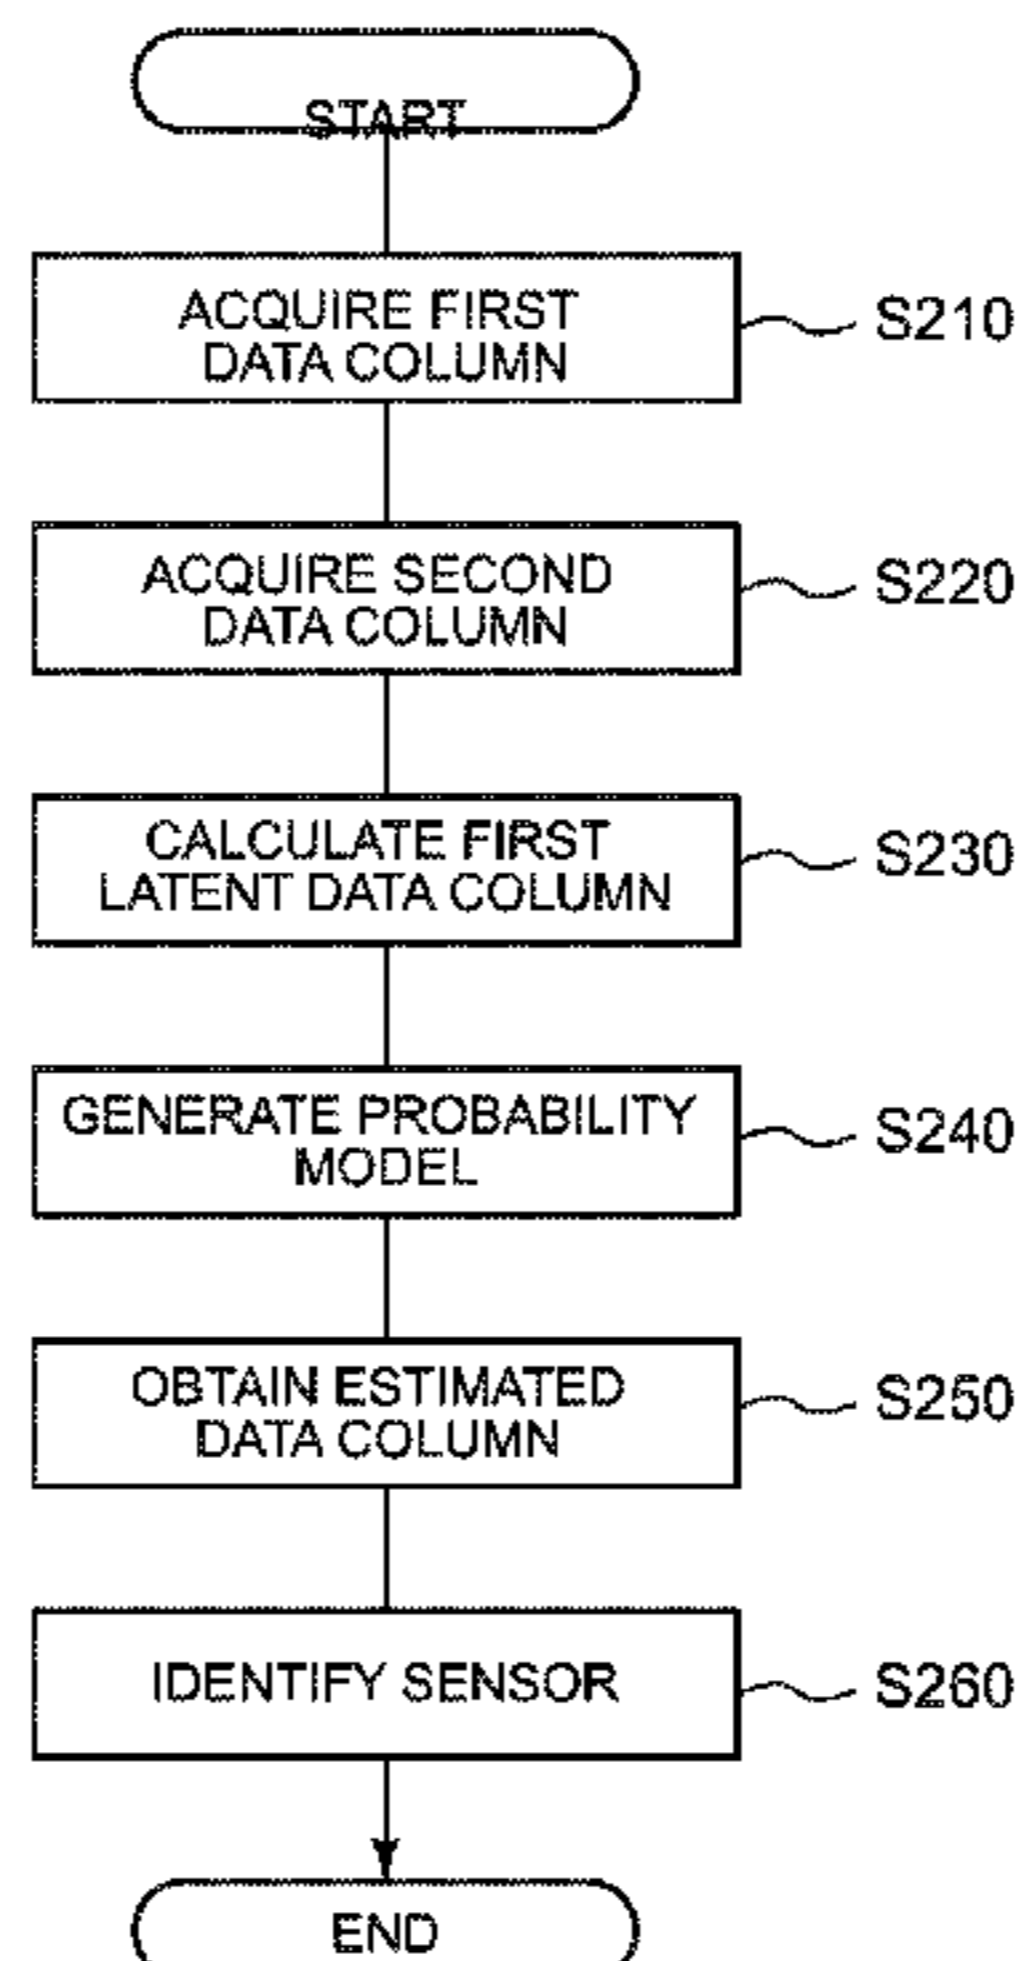 START
ACQUIRE FIRST
DATA COLUMN
S210
ACQUIRE SECOND
DATA COLUMN
S220
CALCULATE FIRST
LATENT DATA COLUMN
S230
GENERATE PROBABILITY
MODEL
S240
OBTAIN ESTIMATED
DATA COLUMN
S250
IDENTIFY SENSOR
S260
END